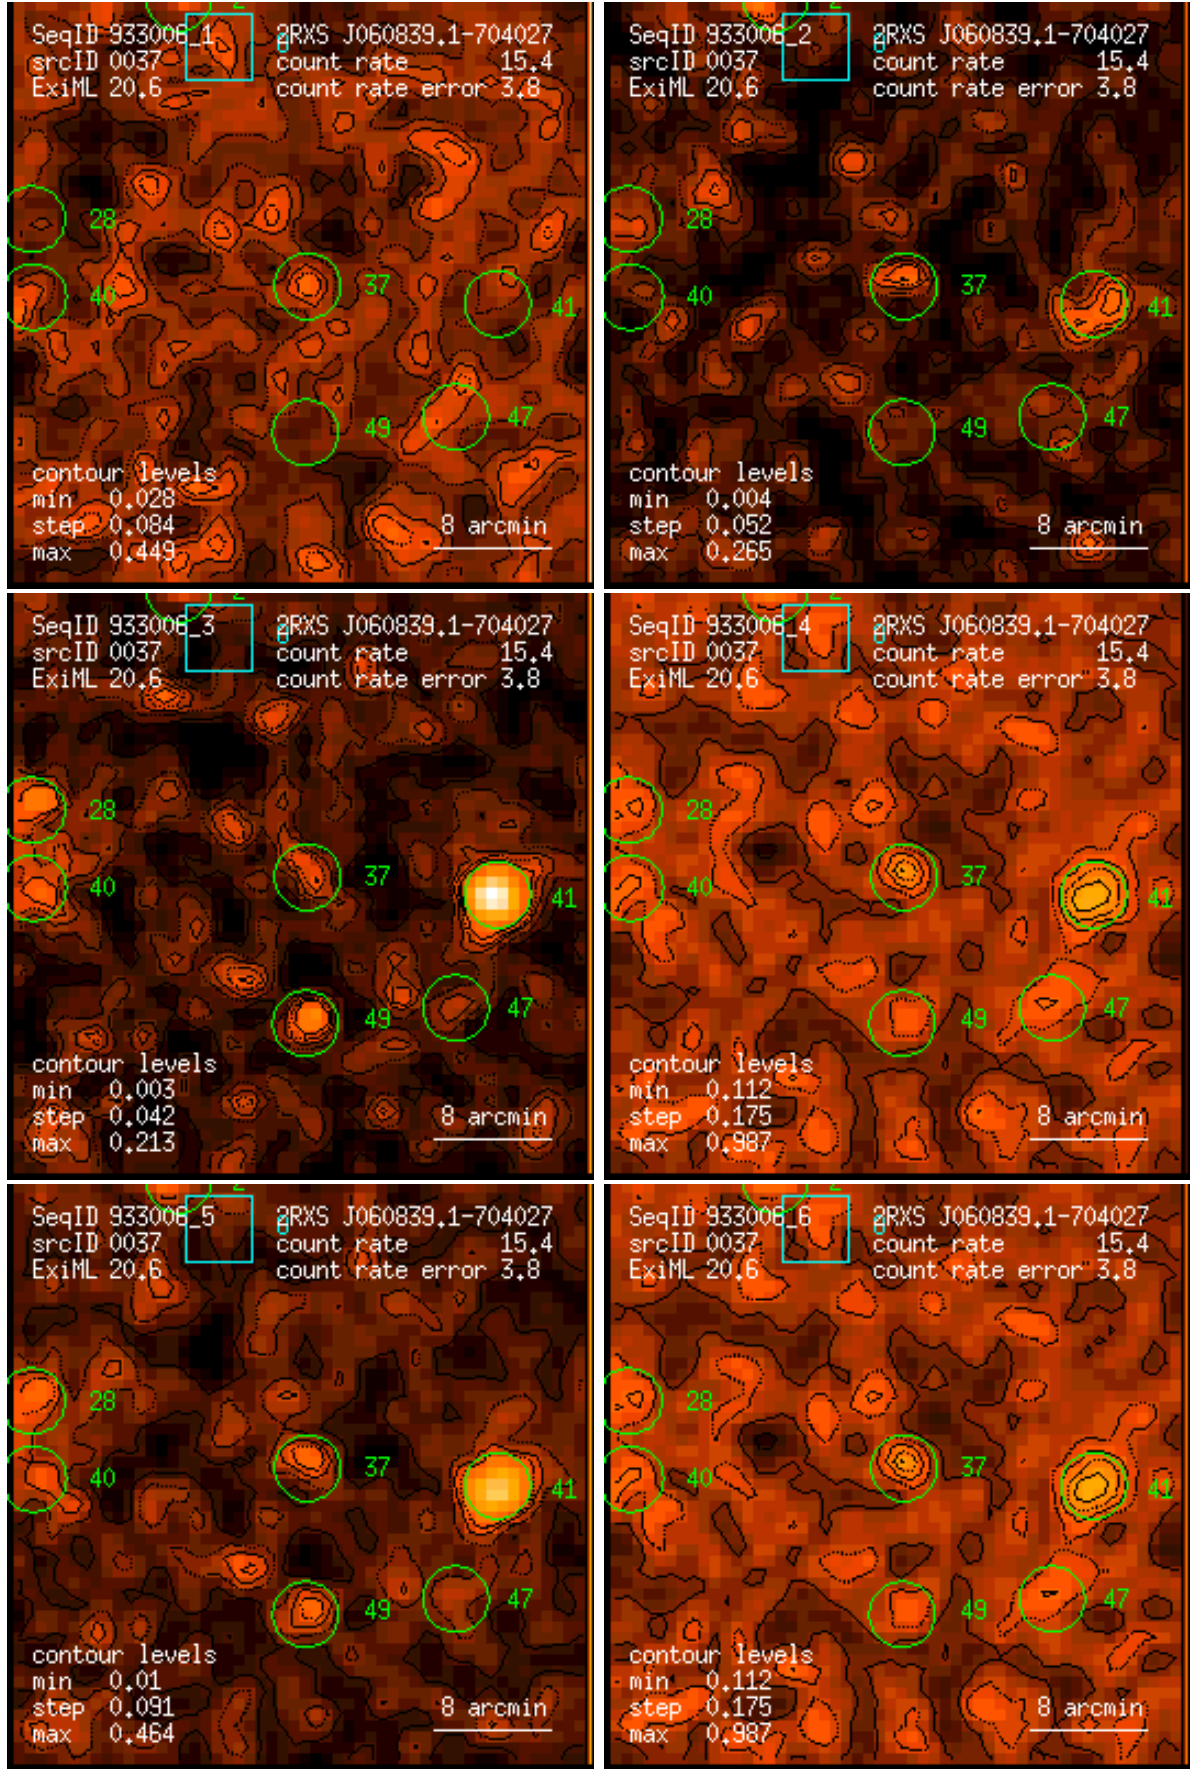 2
SeqID 933006_1 2RXS J060839.1-704027
srcID 0037 count rate 15.4
ExiML 20.6 count rate error 3.8
28
37
40
41
47
49
contour levels
min 0.028
step 0.084
max 0.449
8 arcmin
2
SeqID 933006_2 2RXS J060839.1-704027
srcID 0037 count rate 15.4
ExiML 20.6 count rate error 3.8
28
37
40
41
47
49
contour levels
min 0.004
step 0.052
max 0.265
8 arcmin
2
SeqID 933006_3 2RXS J060839.1-704027
srcID 0037 count rate 15.4
ExiML 20.6 count rate error 3.8
28
37
40
41
47
49
contour levels
min 0.003
step 0.042
max 0.213
8 arcmin
2
SeqID 933006_4 2RXS J060839.1-704027
srcID 0037 count rate 15.4
ExiML 20.6 count rate error 3.8
28
37
40
41
47
49
contour levels
min 0.112
step 0.175
max 0.987
8 arcmin
2
SeqID 933006_5 2RXS J060839.1-704027
srcID 0037 count rate 15.4
ExiML 20.6 count rate error 3.8
28
37
40
41
47
49
contour levels
min 0.01
step 0.091
max 0.464
8 arcmin
2
SeqID 933006_6 2RXS J060839.1-704027
srcID 0037 count rate 15.4
ExiML 20.6 count rate error 3.8
28
37
40
41
47
49
contour levels
min 0.112
step 0.175
max 0.987
8 arcmin